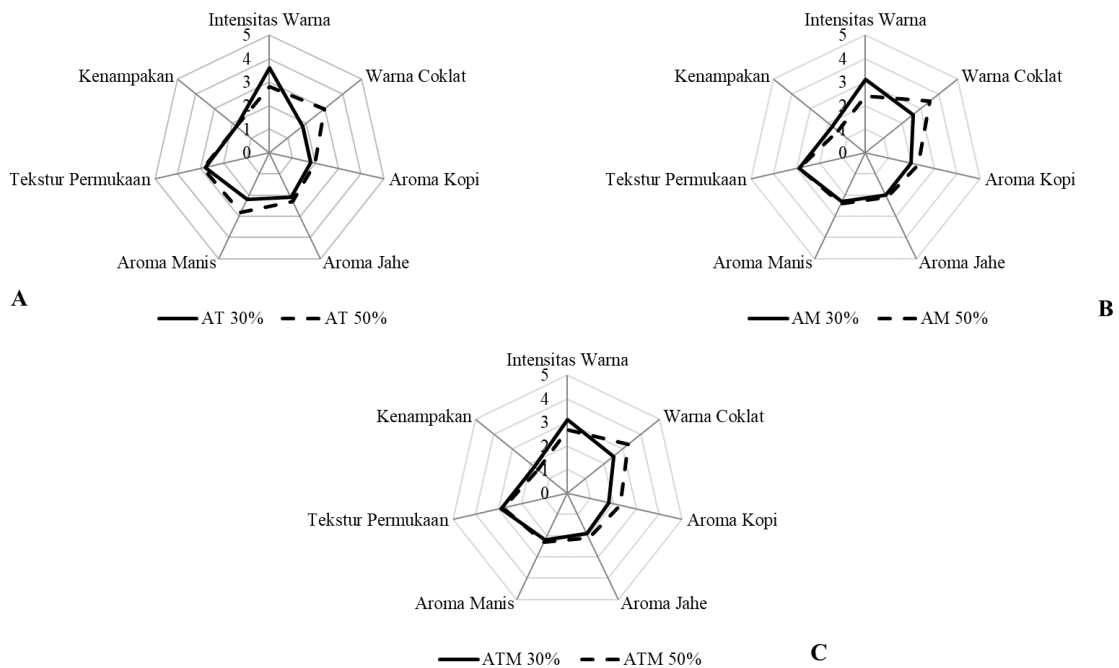 Intensitas Warna
5
4
3
2
1
0
Warna Coklat
Aroma Kopi
Aroma Jahe
Aroma Manis
Tekstur Permukaan
Kenampakan
AT 30%
AT 50%
A
Intensitas Warna
5
4
3
2
1
0
Warna Coklat
Aroma Kopi
Aroma Jahe
Aroma Manis
Tekstur Permukaan
Kenampakan
AM 30%
AM 50%
B
Intensitas Warna
5
4
3
2
1
0
Warna Coklat
Aroma Kopi
Aroma Jahe
Aroma Manis
Tekstur Permukaan
Kenampakan
ATM 30%
ATM 50%
C